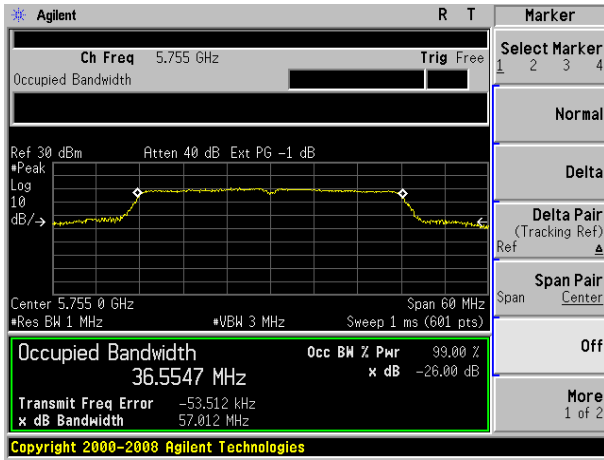 Agilent R T Marker
Ch Freq 5.755 GHz Trig Free
Occupied Bandwidth
Select Marker
1 2 3 4
Normal
Delta
Delta Pair
(Tracking Ref)
Ref Δ
Span Pair
Span Center
Off
More
1 of 2
Ref 30 dBm Atten 40 dB Ext PG -1 dB
#Peak
Log
10
dB/
Center 5.755 0 GHz Span 60 MHz
#Res BW 1 MHz #VBW 3 MHz Sweep 1 ms (601 pts)
Occupied Bandwidth Occ BW % Pwr 99.00 %
36.5547 MHz x dB -26.00 dB
Transmit Freq Error -53.512 kHz
x dB Bandwidth 57.012 MHz
Copyright 2000-2008 Agilent Technologies